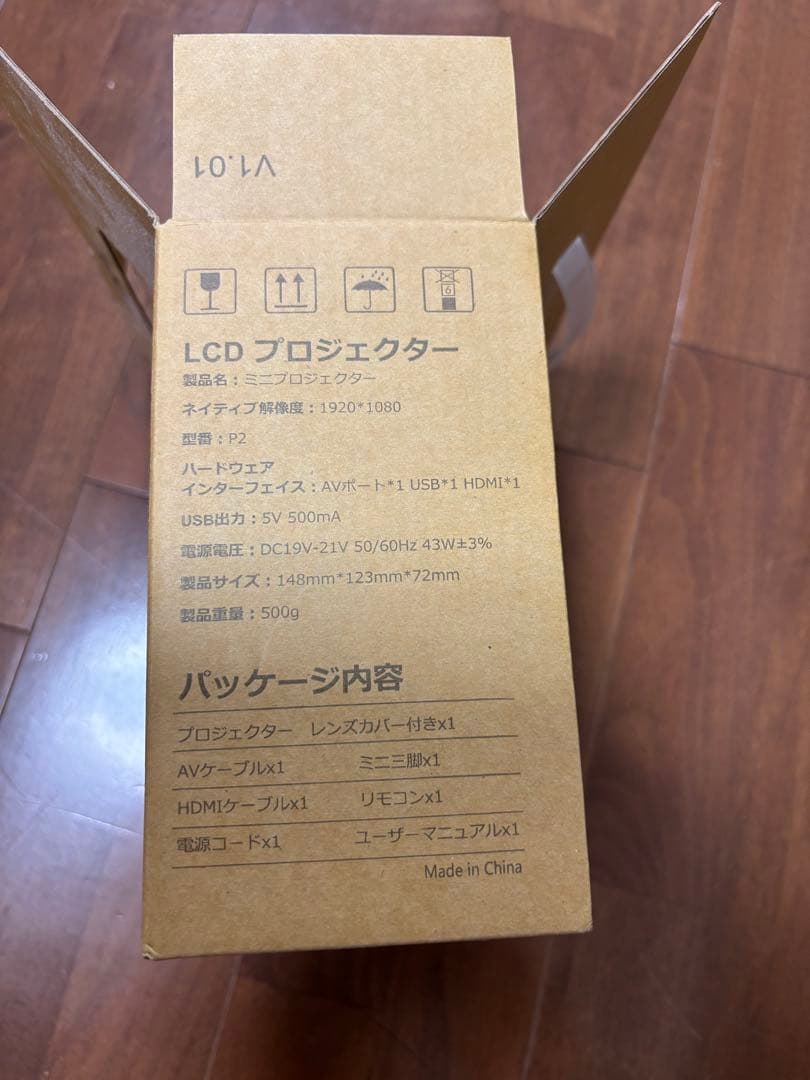 V1.01
6
LCD プロジェクター
製品名：ミニプロジェクター
ネイティブ解像度：1920*1080
型番：P2
ハードウェア
インターフェイス：AVポート*1 USB*1 HDMI*1
USB出力：5V 500mA
電源電圧：DC19V-21V 50/60Hz 43W±3%
製品サイズ：148mm*123mm*72mm
製品重量：500g
パッケージ内容
プロジェクター レンズカバー付きx1
AVケーブルx1 ミニ三脚x1
HDMIケーブルx1 リモコンx1
電源コードx1 ユーザーマニュアルx1
Made in China